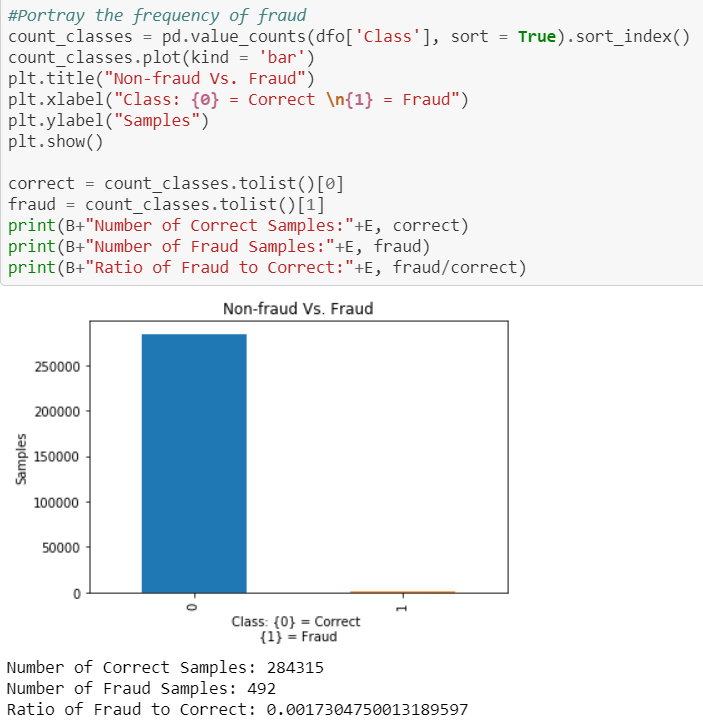 #Portray the frequency of fraud
count_classes = pd.value_counts(dfo['Class'], sort = True).sort_index()
count_classes.plot(kind = 'bar')
plt.title("Non-fraud Vs. Fraud")
plt.xlabel("Class: {0} = Correct \n{1} = Fraud")
plt.ylabel("Samples")
plt.show()
correct = count_classes.tolist()[0]
fraud = count_classes.tolist()[1]
print(B+"Number of Correct Samples:"+E, correct)
print(B+"Number of Fraud Samples:"+E, fraud)
print(B+"Ratio of Fraud to Correct:"+E, fraud/correct)
Non-fraud Vs. Fraud
250000
200000
150000
100000
50000
0
Samples
0
1
Class: {0} = Correct
{1} = Fraud
Number of Correct Samples: 284315
Number of Fraud Samples: 492
Ratio of Fraud to Correct: 0.0017304750013189597